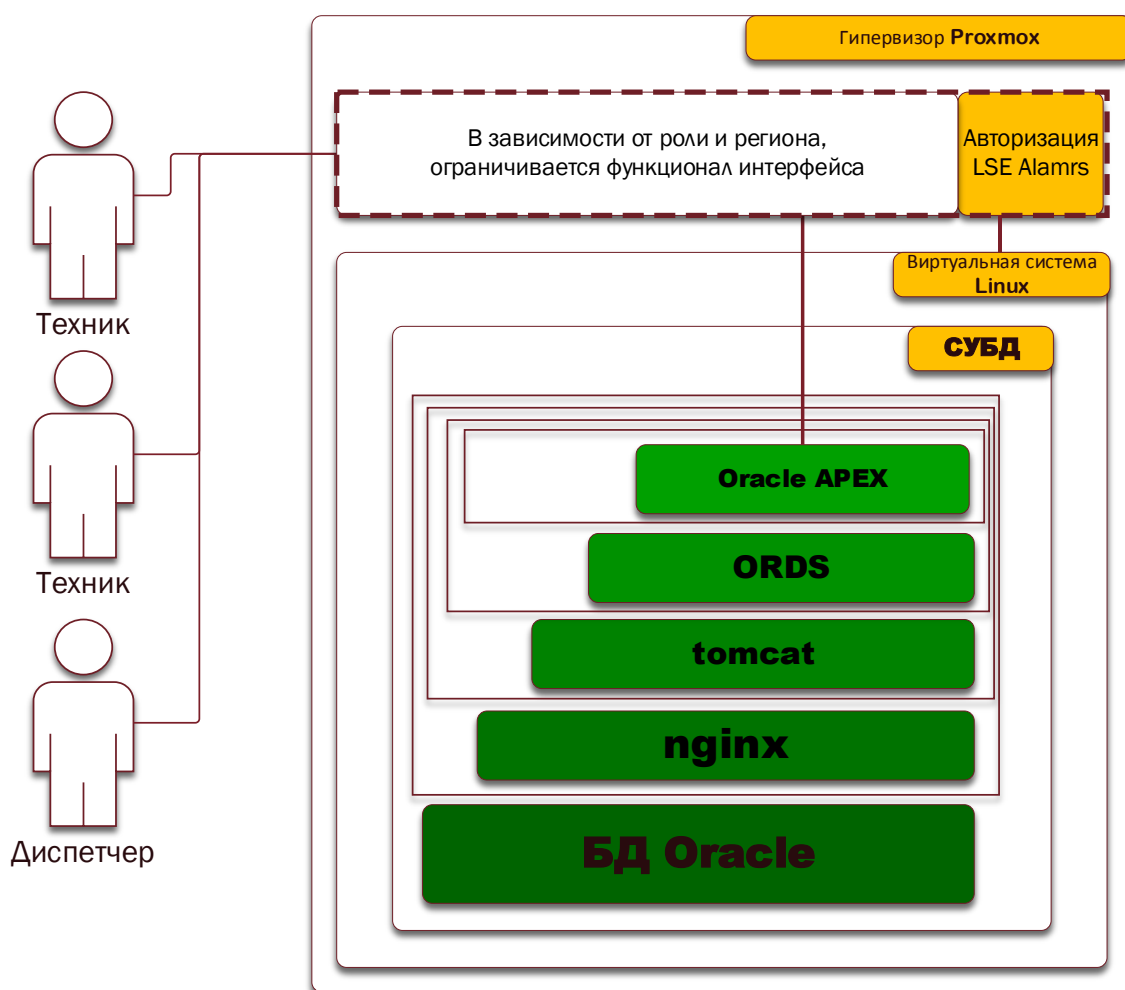 Гипервизор Proxmox
В зависимости от роли и региона,
ограничивается функционал интерфейса
Авторизация
LSE Alamrs
Виртуальная система
Linux
Техник
СУБД
Oracle APEX
ORDS
Техник
tomcat
nginx
БД Oracle
Диспетчер